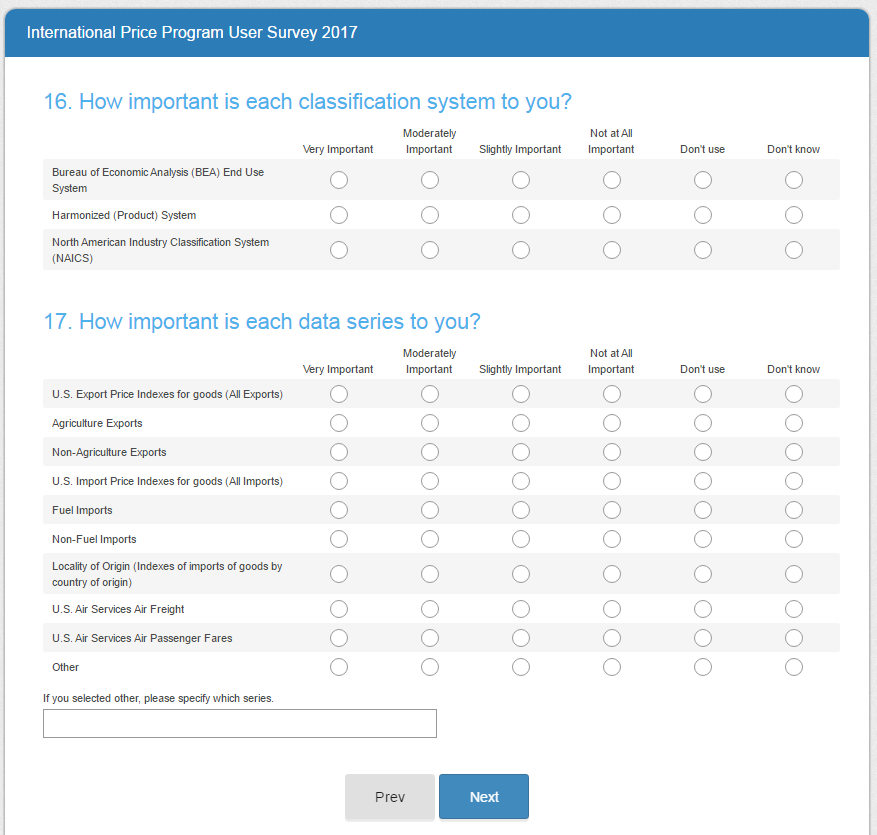 International Price Program User Survey 2017
16. How important is each classification system to you?
Very Important
Moderately
Important
Slightly Important
Not at All
Important
Don't use
Don't know
Bureau of Economic Analysis (BEA) End Use
System
Harmonized (Product) System
North American Industry Classification System
(NAICS)
17. How important is each data series to you?
Very Important
Moderately
Important
Slightly Important
Not at All
Important
Don't use
Don't know
U.S. Export Price Indexes for goods (All Exports)
Agriculture Exports
Non-Agriculture Exports
U.S. Import Price Indexes for goods (All Imports)
Fuel Imports
Non-Fuel Imports
Locality of Origin (Indexes of imports of goods by
country of origin)
U.S. Air Services Air Freight
U.S. Air Services Air Passenger Fares
Other
If you selected other, please specify which series.
Prev
Next